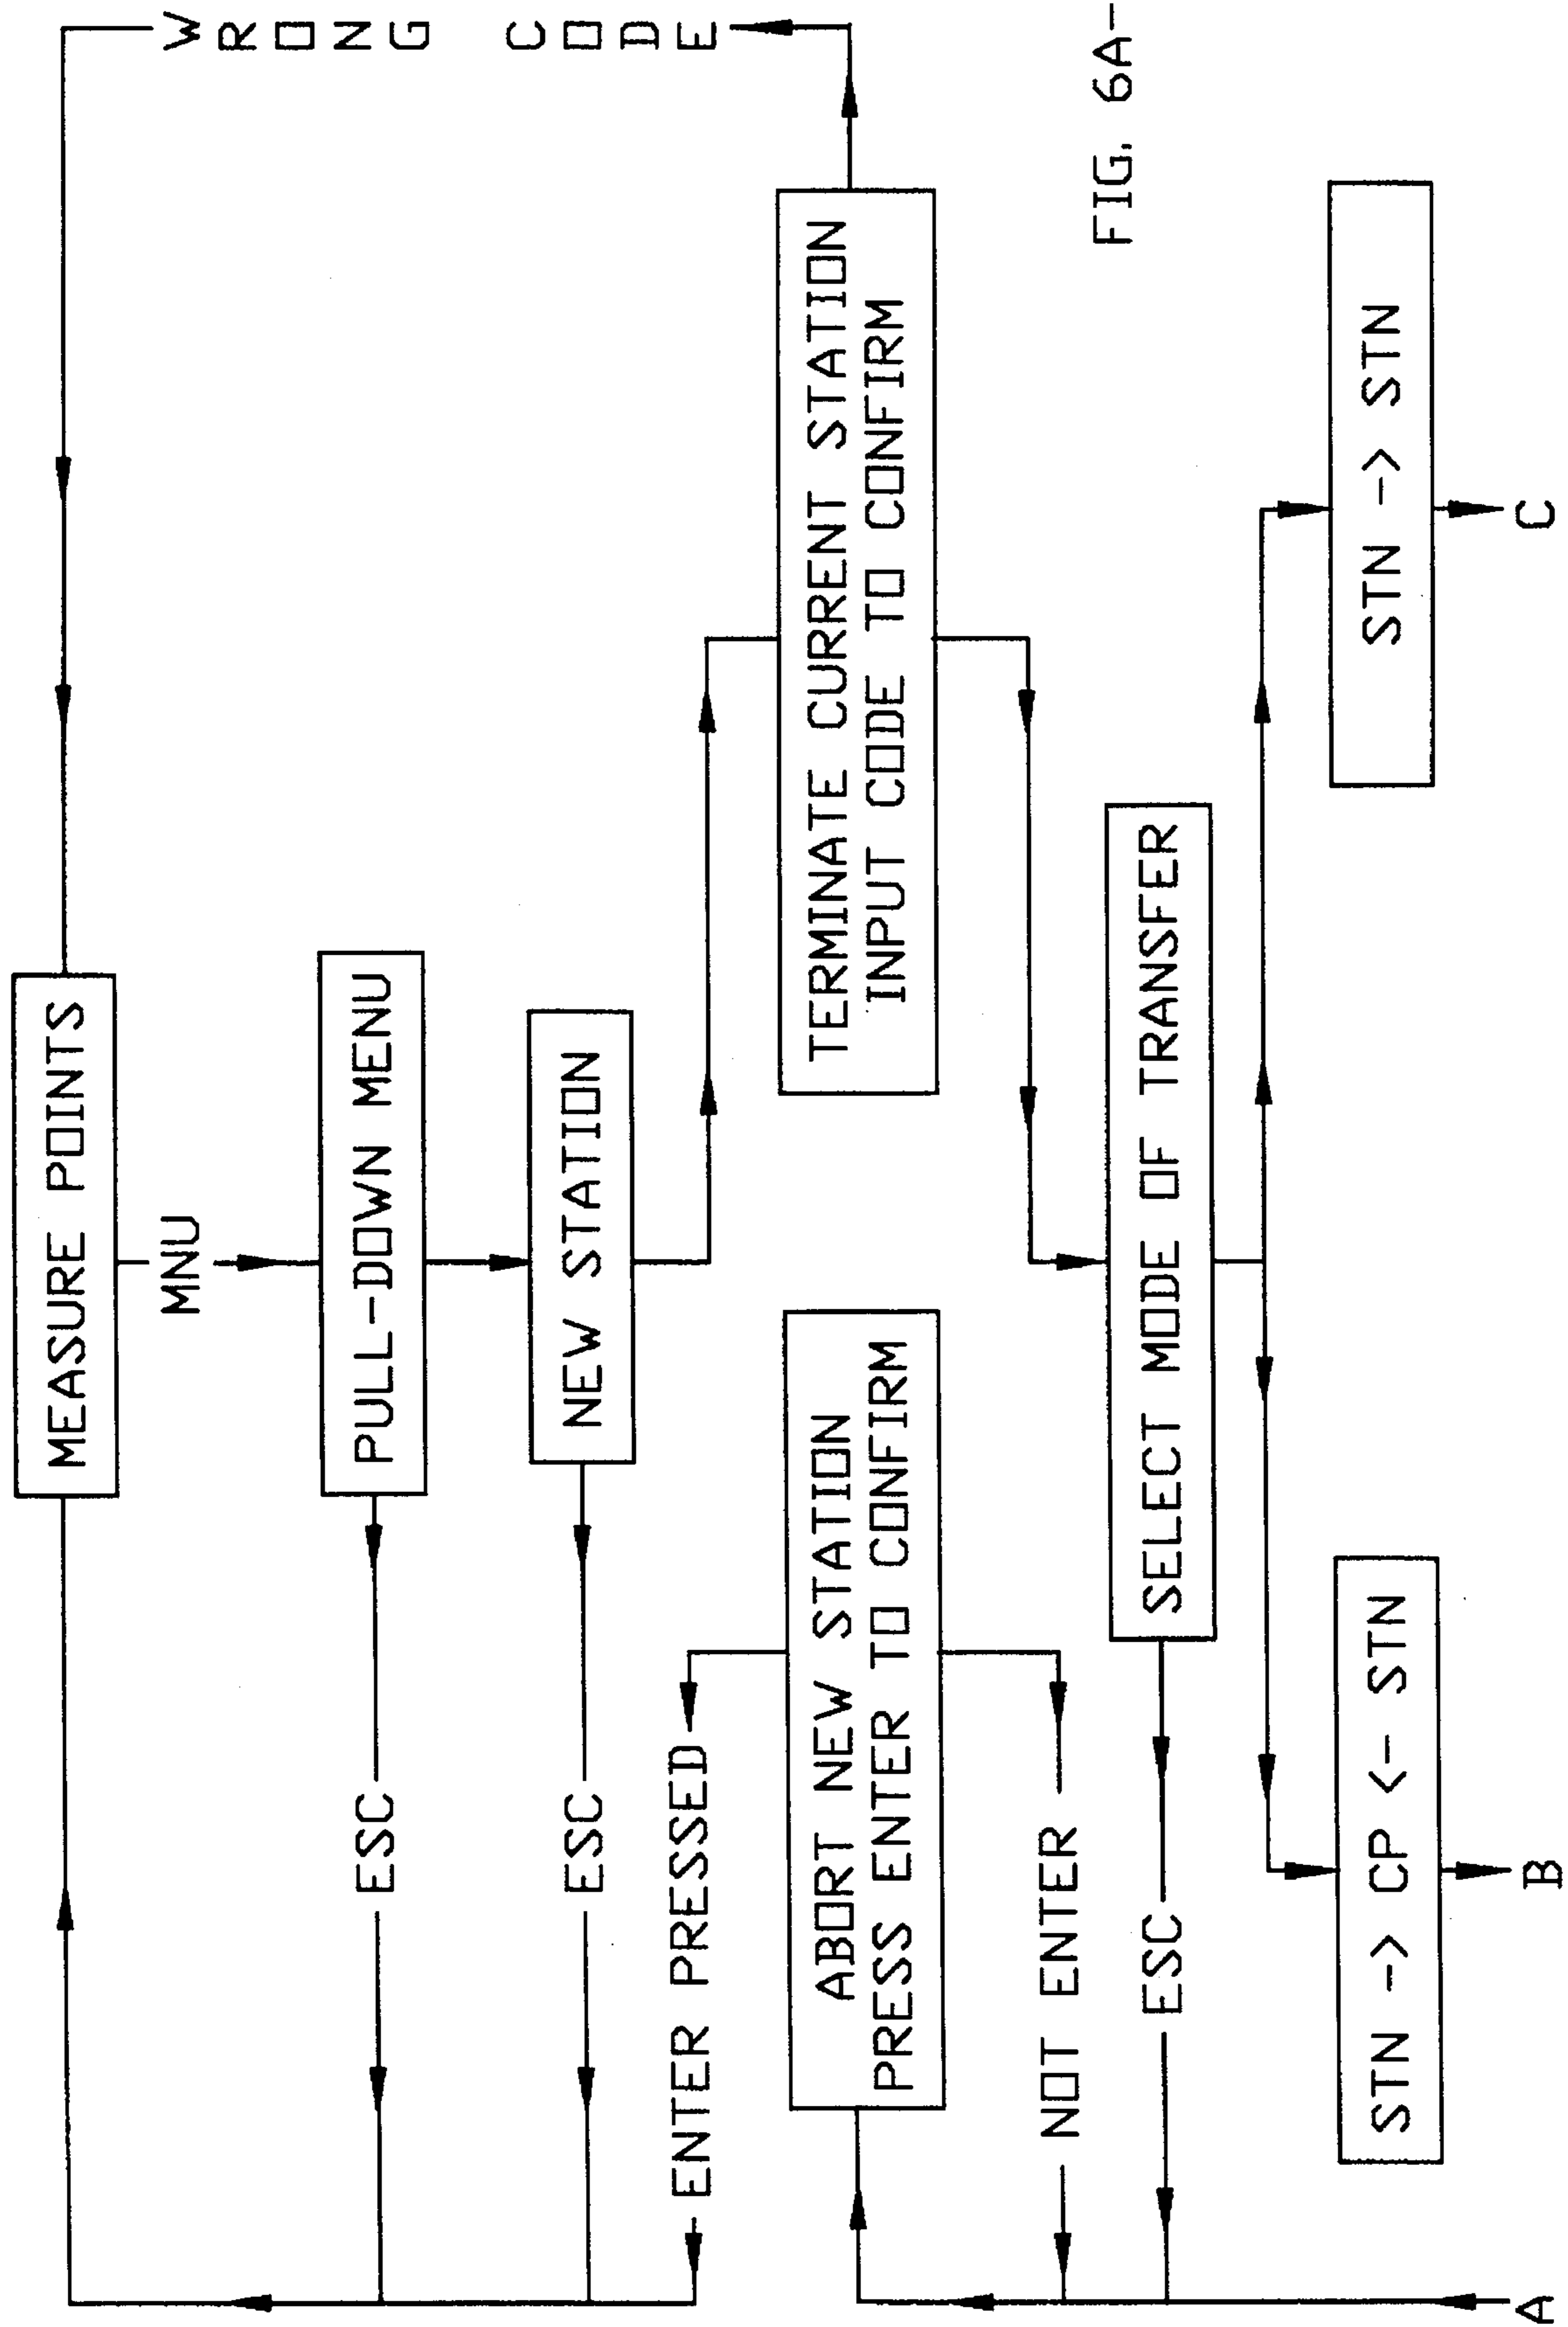 MEASURE POINTS
MNU
PULL-DOWN MENU
ESC
NEW STATION
ESC
WRONG CODE
ENTER PRESSED
ABORT NEW STATION
PRESS ENTER TO CONFIRM
NOT ENTER
TERMINATE CURRENT STATION
INPUT CODE TO CONFIRM
SELECT MODE OF TRANSFER
ESC
STN -> CP <- STN
STN -> STN
A
B
C
FIG. 6A-